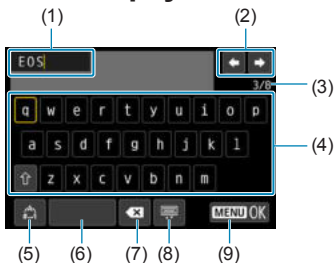 (1) (2)
EOS
3/8 (3)
q w e r t y u i o p
a s d f g h j k l (4)
z x c v b n m
MENU OK
(5) (6) (7) (8) (9)